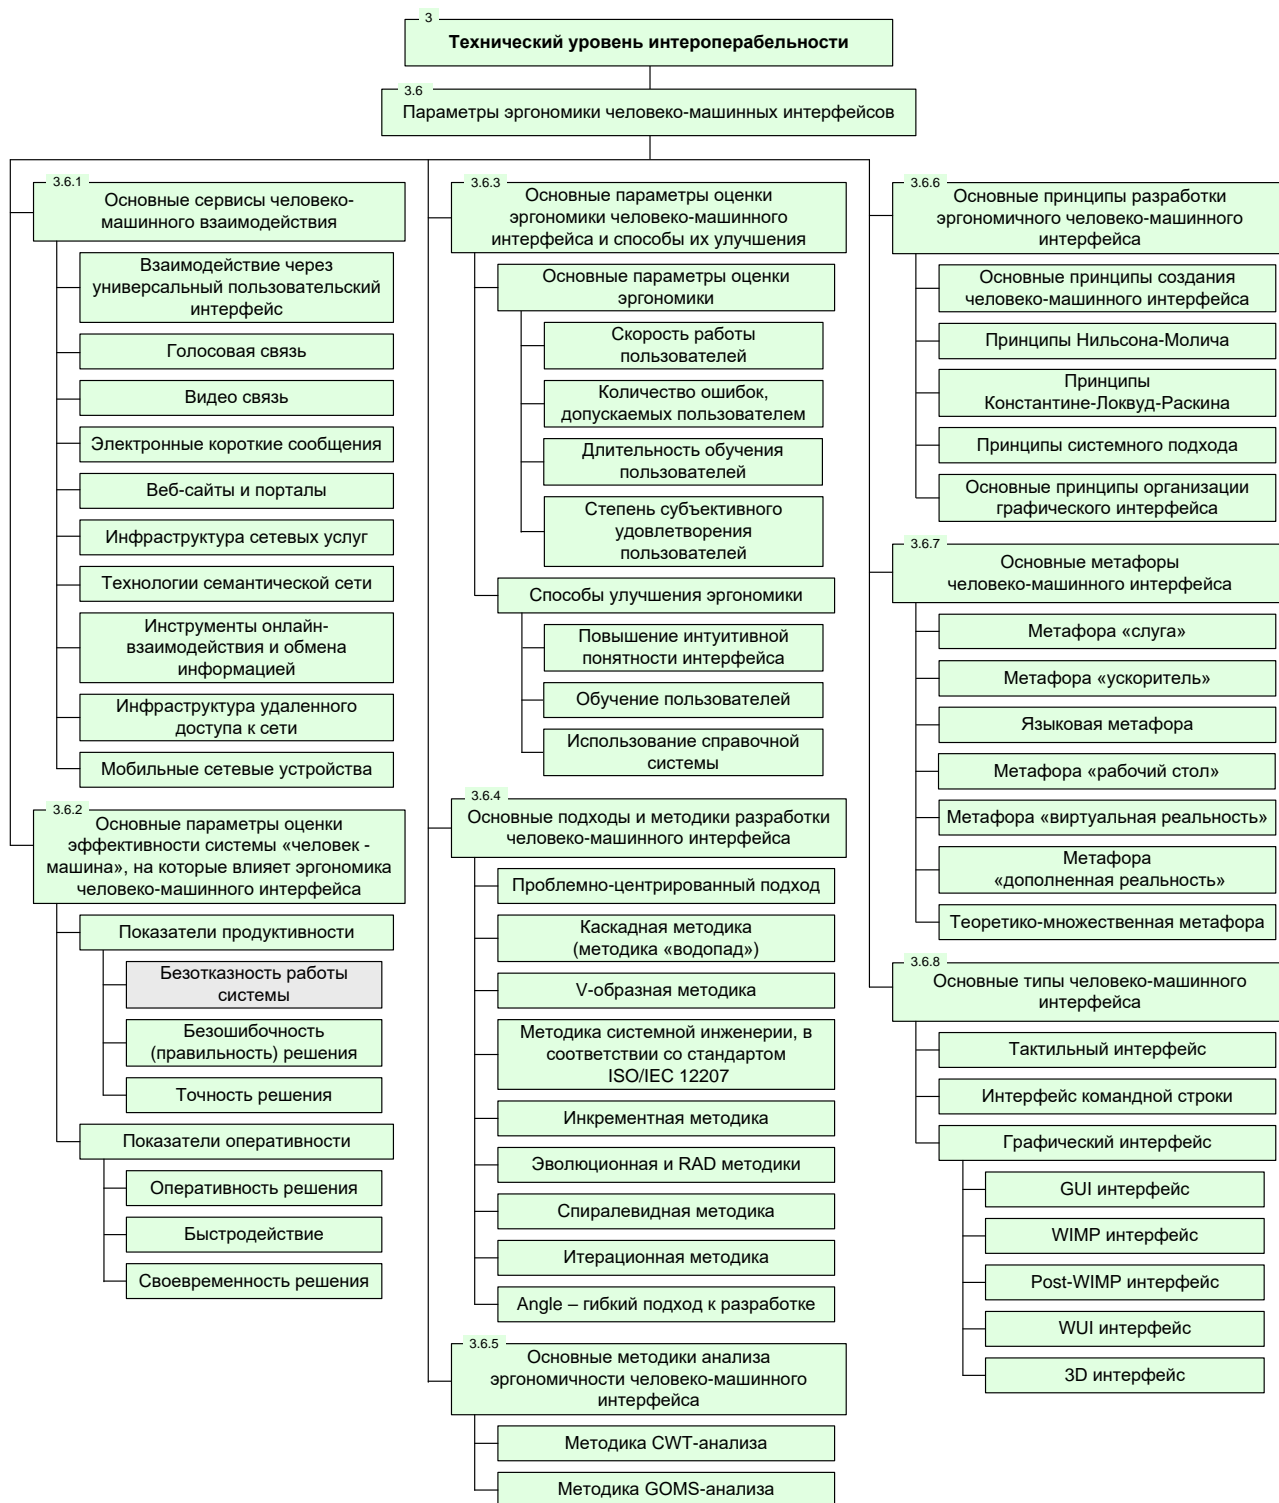 3
Технический уровень интероперабельности
3.6
Параметры эргономики человеко-машинных интерфейсов
3.6.1
Основные сервисы человеко-
машинного взаимодействия
Взаимодействие через
универсальный пользовательский
интерфейс
Голосовая связь
Видео связь
Электронные короткие сообщения
Веб-сайты и порталы
Инфраструктура сетевых услуг
Технологии семантической сети
Инструменты онлайн-
взаимодействия и обмена
информацией
Инфраструктура удаленного
доступа к сети
Мобильные сетевые устройства
3.6.2
Основные параметры оценки
эффективности системы «человек -
машина», на которые влияет эргономика
человеко-машинного интерфейса
Показатели продуктивности
Безотказность работы
системы
Безошибочность
(правильность) решения
Точность решения
Показатели оперативности
Оперативность решения
Быстродействие
Своевременность решения
3.6.3
Основные параметры оценки
эргономики человеко-машинного
интерфейса и способы их улучшения
Основные параметры оценки
эргономики
Скорость работы
пользователей
Количество ошибок,
допускаемых пользователем
Длительность обучения
пользователей
Степень субъективного
удовлетворения
пользователей
Способы улучшения эргономики
Повышение интуитивной
понятности интерфейса
Обучение пользователей
Использование справочной
системы
3.6.4
Основные подходы и методики разработки
человеко-машинного интерфейса
Проблемно-центрированный подход
Каскадная методика
(методика «водопад»)
V-образная методика
Методика системной инженерии, в
соответствии со стандартом
ISO/IEC 12207
Инкрементная методика
Эволюционная и RAD методики
Спиралевидная методика
Итерационная методика
Angle – гибкий подход к разработке
3.6.5
Основные методики анализа
эргономичности человеко-машинного
интерфейса
Методика CWT-анализа
Методика GOMS-анализа
3.6.6
Основные принципы разработки
эргономичного человеко-машинного
интерфейса
Основные принципы создания
человеко-машинного интерфейса
Принципы Нильсона-Молича
Принципы
Константине-Локвуд-Раскина
Принципы системного подхода
Основные принципы организации
графического интерфейса
3.6.7
Основные метафоры
человеко-машинного интерфейса
Метафора «слуга»
Метафора «ускоритель»
Языковая метафора
Метафора «рабочий стол»
Метафора «виртуальная реальность»
Метафора
«дополненная реальность»
Теоретико-множественная метафора
3.6.8
Основные типы человеко-машинного
интерфейса
Тактильный интерфейс
Интерфейс командной строки
Графический интерфейс
GUI интерфейс
WIMP интерфейс
Post-WIMP интерфейс
WUI интерфейс
3D интерфейс